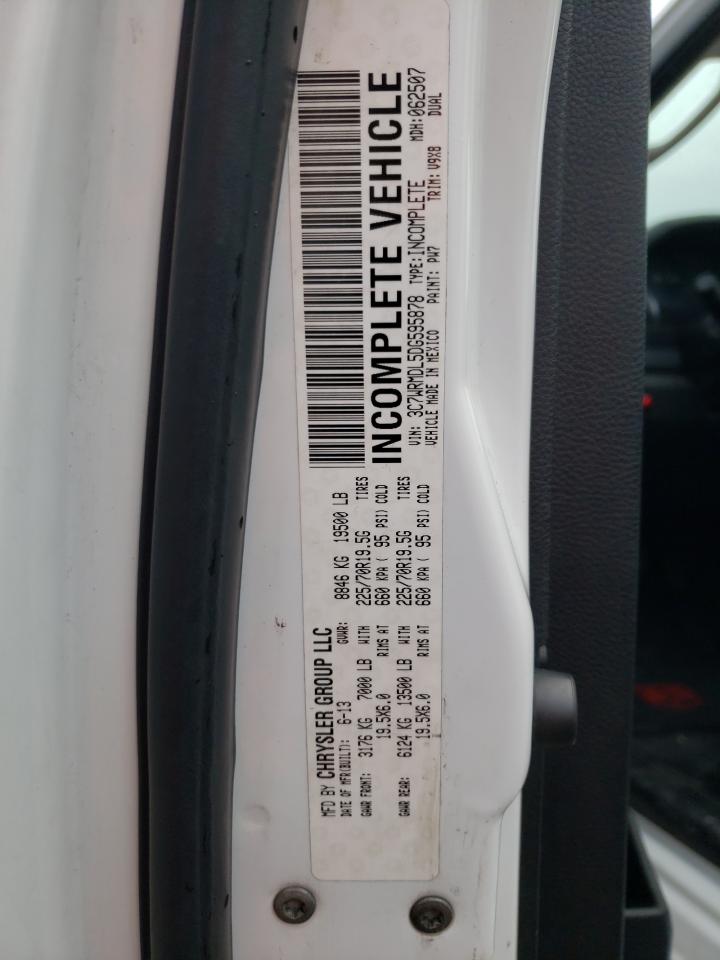 MFD BY CHRYSLER GROUP LLC
DATE OF MFR(BUILT): 6-13 GVWR: 8846 KG 19500 LB
GAWR FRONT: 3176 KG 7000 LB WITH 225/70R19.5G TIRES
19.5X6.0 RIMS AT 660 KPA ( 95 PSI) COLD
GAWR REAR: 6124 KG 13500 LB WITH 225/70R19.5G TIRES
19.5X6.0 RIMS AT 660 KPA ( 95 PSI) COLD
INCOMPLETE VEHICLE
VIN: 3C7WRMDL5DG595878 TYPE:INCOMPLETE MDH:062507
VEHICLE MADE IN MEXICO PAINT: PW7 TRIM: V9X8 DUAL